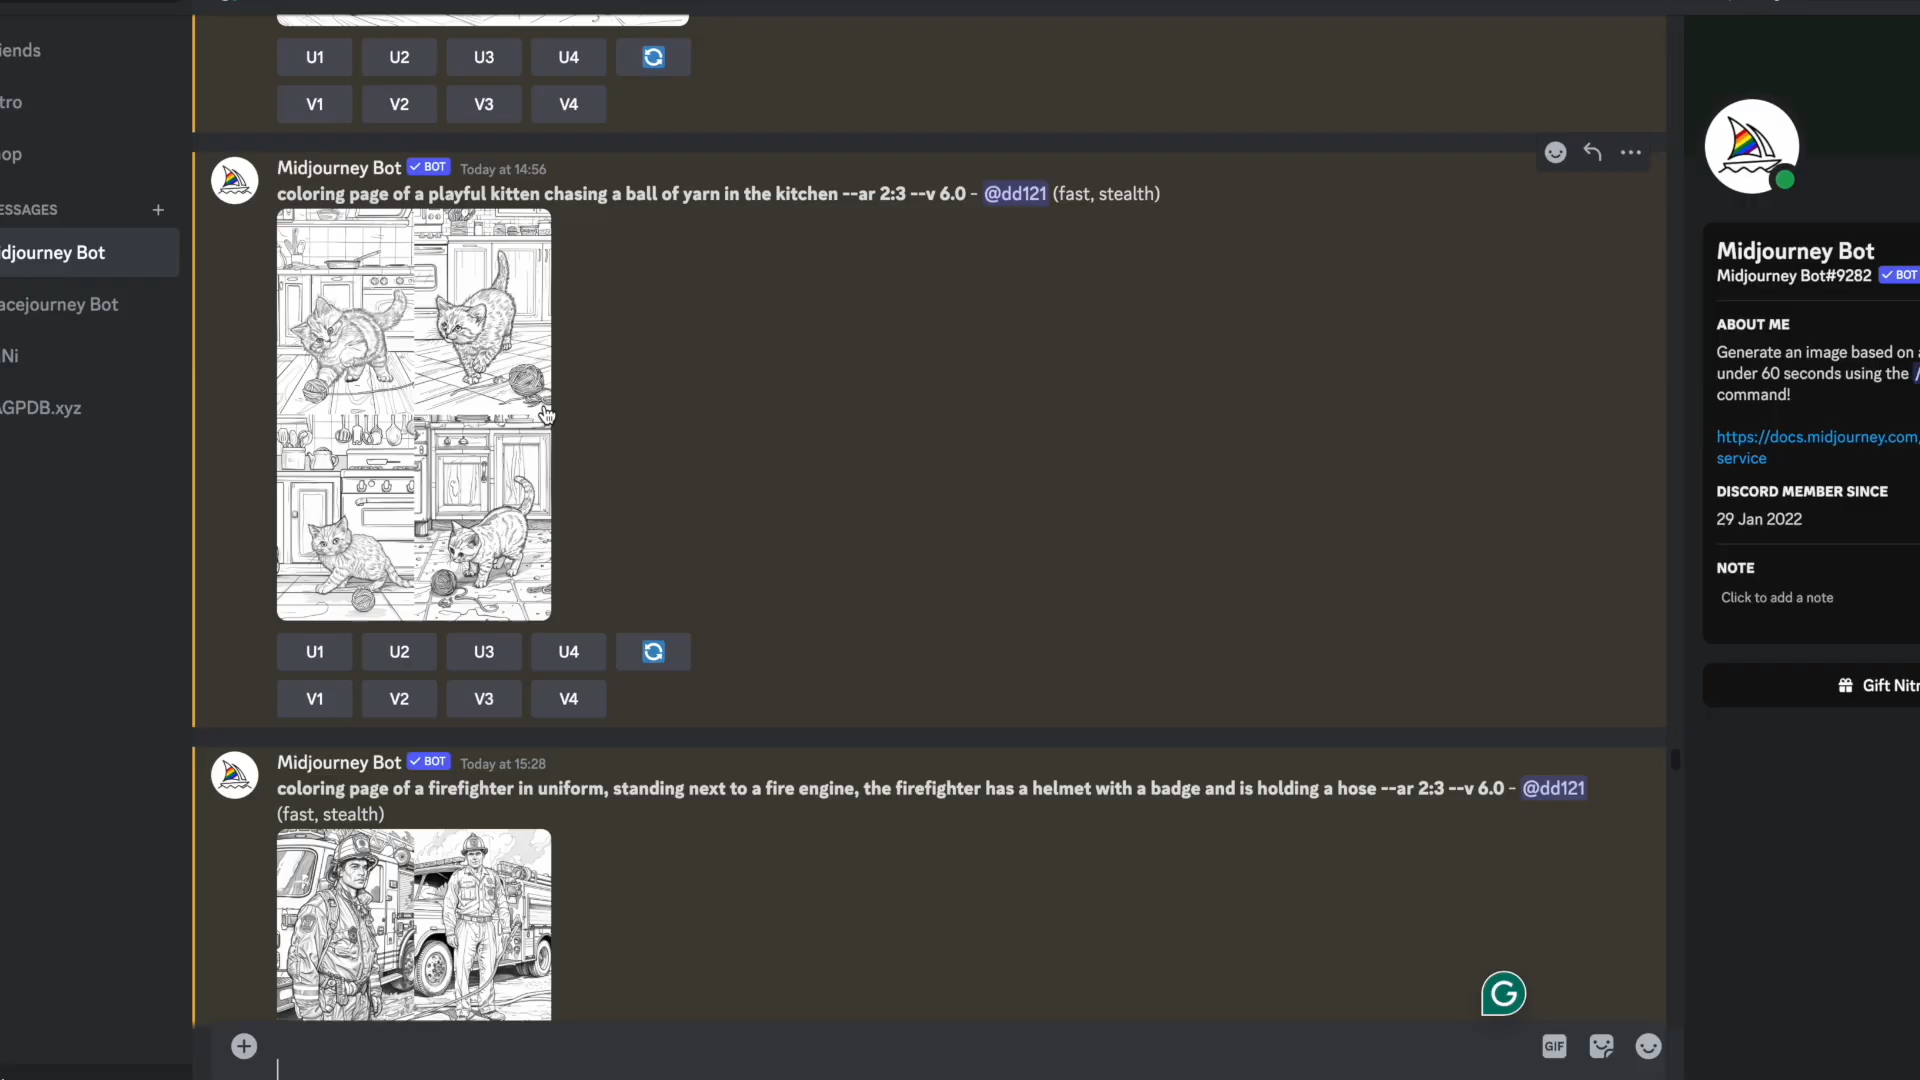 iends
tro
op
ESSAGES
djourney Bot
acejourney Bot
Ni
GPDB.xyz
U1 U2 U3 U4
V1 V2 V3 V4
Midjourney Bot BOT Today at 14:56
coloring page of a playful kitten chasing a ball of yarn in the kitchen --ar 2:3 --v 6.0 - @dd121 (fast, stealth)
U1 U2 U3 U4
V1 V2 V3 V4
Midjourney Bot BOT Today at 15:28
coloring page of a firefighter in uniform, standing next to a fire engine, the firefighter has a helmet with a badge and is holding a hose --ar 2:3 --v 6.0 - @dd121
(fast, stealth)
G
GIF
Midjourney Bot
Midjourney Bot#9282 BOT
ABOUT ME
Generate an image based on a
under 60 seconds using the /
command!
https://docs.midjourney.com/
service
DISCORD MEMBER SINCE
29 Jan 2022
NOTE
Click to add a note
Gift Nitr